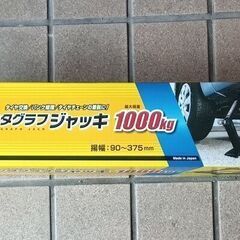 タイヤ交換/パンク修理/タイヤチェーンの着脱に!
タグラフジャッキ 1000kg
最大荷重
揚幅:90~375mm
Made in Japan